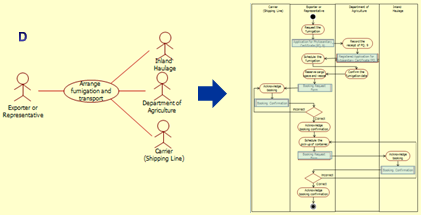 D
Exporter or
Representative
Arrange
fumigation and
transport
Inland
Haulage
Department of
Agriculture
Carrier
(Shipping Line)
Carrier
(Shipping Line)
Exporter or
Representative
Department of
Agriculture
Inland
Haulage
Request the
fumigation
Record the
Schedule the
fumigation
Confirm the
fumigation date
Acknowledge
booking
Booking Request
Booking Confirmation
Incorrect
Correct
Acknowledge
booking confirmation
Schedule the
pick-up of container
Booking Request
Acknowledge
booking
Booking Confirmation
Incorrect
Correct
Acknowledge
booking confirmation